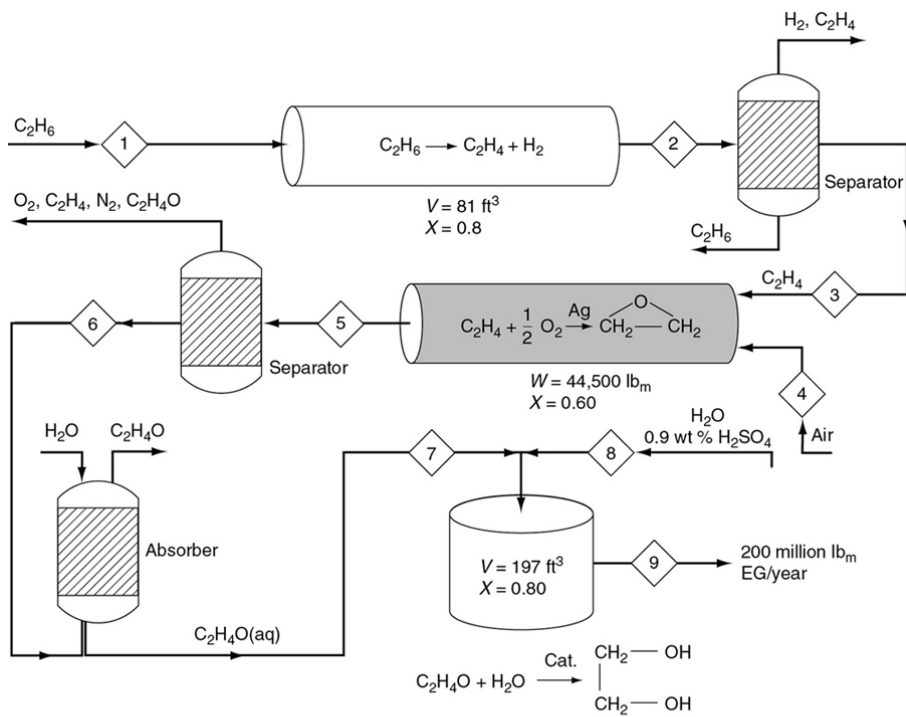 H₂, C₂H₄
C₂H₆
1
C₂H₆ → C₂H₄ + H₂
2
Separator
V = 81 ft³
X = 0.8
O₂, C₂H₄, N₂, C₂H₄O
C₂H₆
C₂H₄
3
6
5
C₂H₄ + 1/2 O₂ Ag → O CH₂ — CH₂
Separator
W = 44,500 lbₘ
X = 0.60
4
Air
H₂O
0.9 wt % H₂SO₄
H₂O
C₂H₄O
7
8
Absorber
V = 197 ft³
X = 0.80
9
200 million lbₘ
EG/year
C₂H₄O(aq)
C₂H₄O + H₂O Cat. →
CH₂ — OH
CH₂ — OH